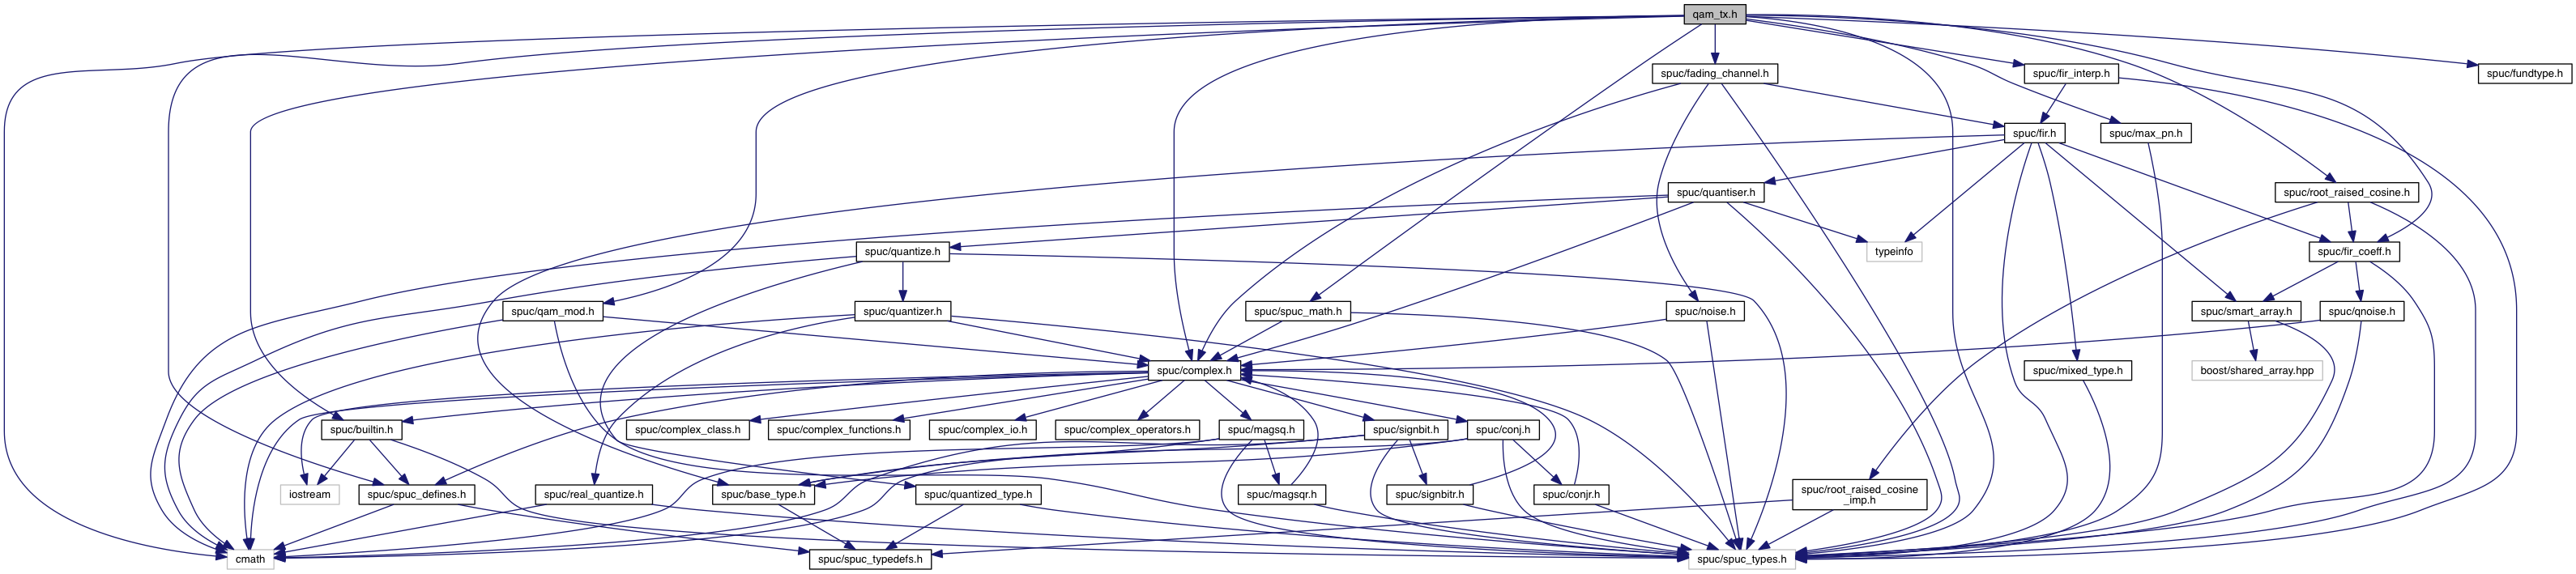 qam_tx.h
spuc/fading_channel.h
spuc/fir_interp.h
spuc/fundtype.h
spuc/fir.h
spuc/max_pn.h
spuc/quantiser.h
spuc/root_raised_cosine.h
spuc/quantize.h
typeinfo
spuc/fir_coeff.h
spuc/qam_mod.h
spuc/quantizer.h
spuc/spuc_math.h
spuc/noise.h
spuc/smart_array.h
spuc/qnoise.h
spuc/complex.h
spuc/mixed_type.h
boost/shared_array.hpp
spuc/builtin.h
spuc/complex_class.h
spuc/complex_functions.h
spuc/complex_io.h
spuc/complex_operators.h
spuc/magsq.h
spuc/signbit.h
spuc/conj.h
iostream
spuc/spuc_defines.h
spuc/real_quantize.h
spuc/base_type.h
spuc/quantized_type.h
spuc/magsqr.h
spuc/signbitr.h
spuc/conjr.h
spuc/root_raised_cosine
_imp.h
cmath
spuc/spuc_typedefs.h
spuc/spuc_types.h